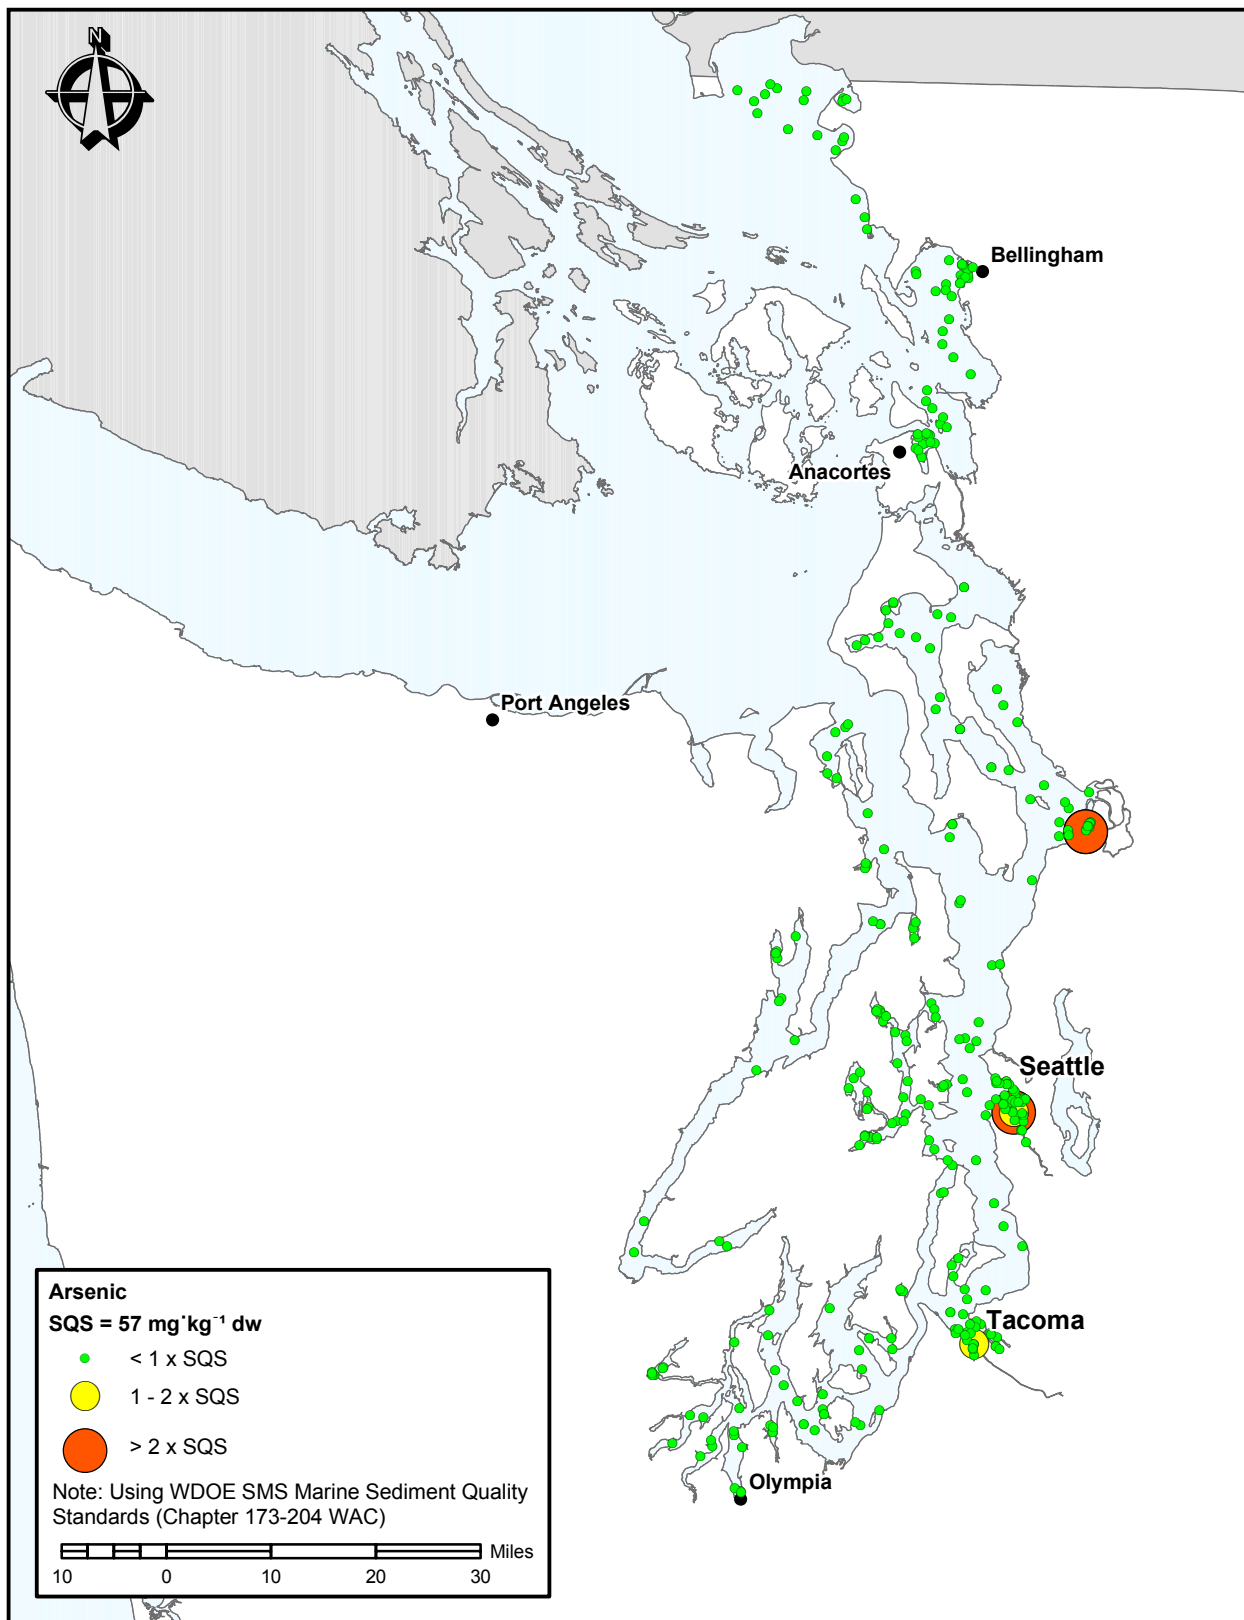 N
Bellingham
Anacortes
Port Angeles
Seattle
Tacoma
Olympia
Arsenic
SQS = 57 mg*kg⁻¹ dw
< 1 x SQS
1 - 2 x SQS
> 2 x SQS
Note: Using WDOE SMS Marine Sediment Quality
Standards (Chapter 173-204 WAC)
Miles
10 0 10 20 30